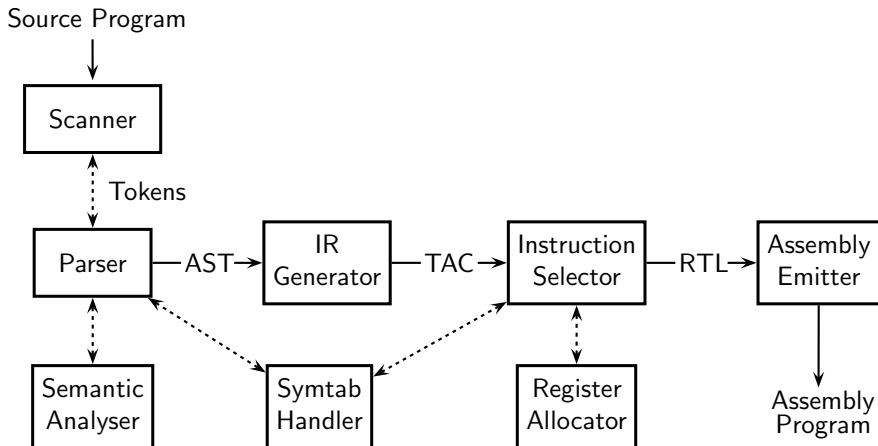 Source Program
Scanner
Tokens
Parser
AST
IR
Generator
TAC
Instruction
Selector
RTL
Assembly
Emitter
Semantic
Analyser
Symtab
Handler
Register
Allocator
Assembly
Program